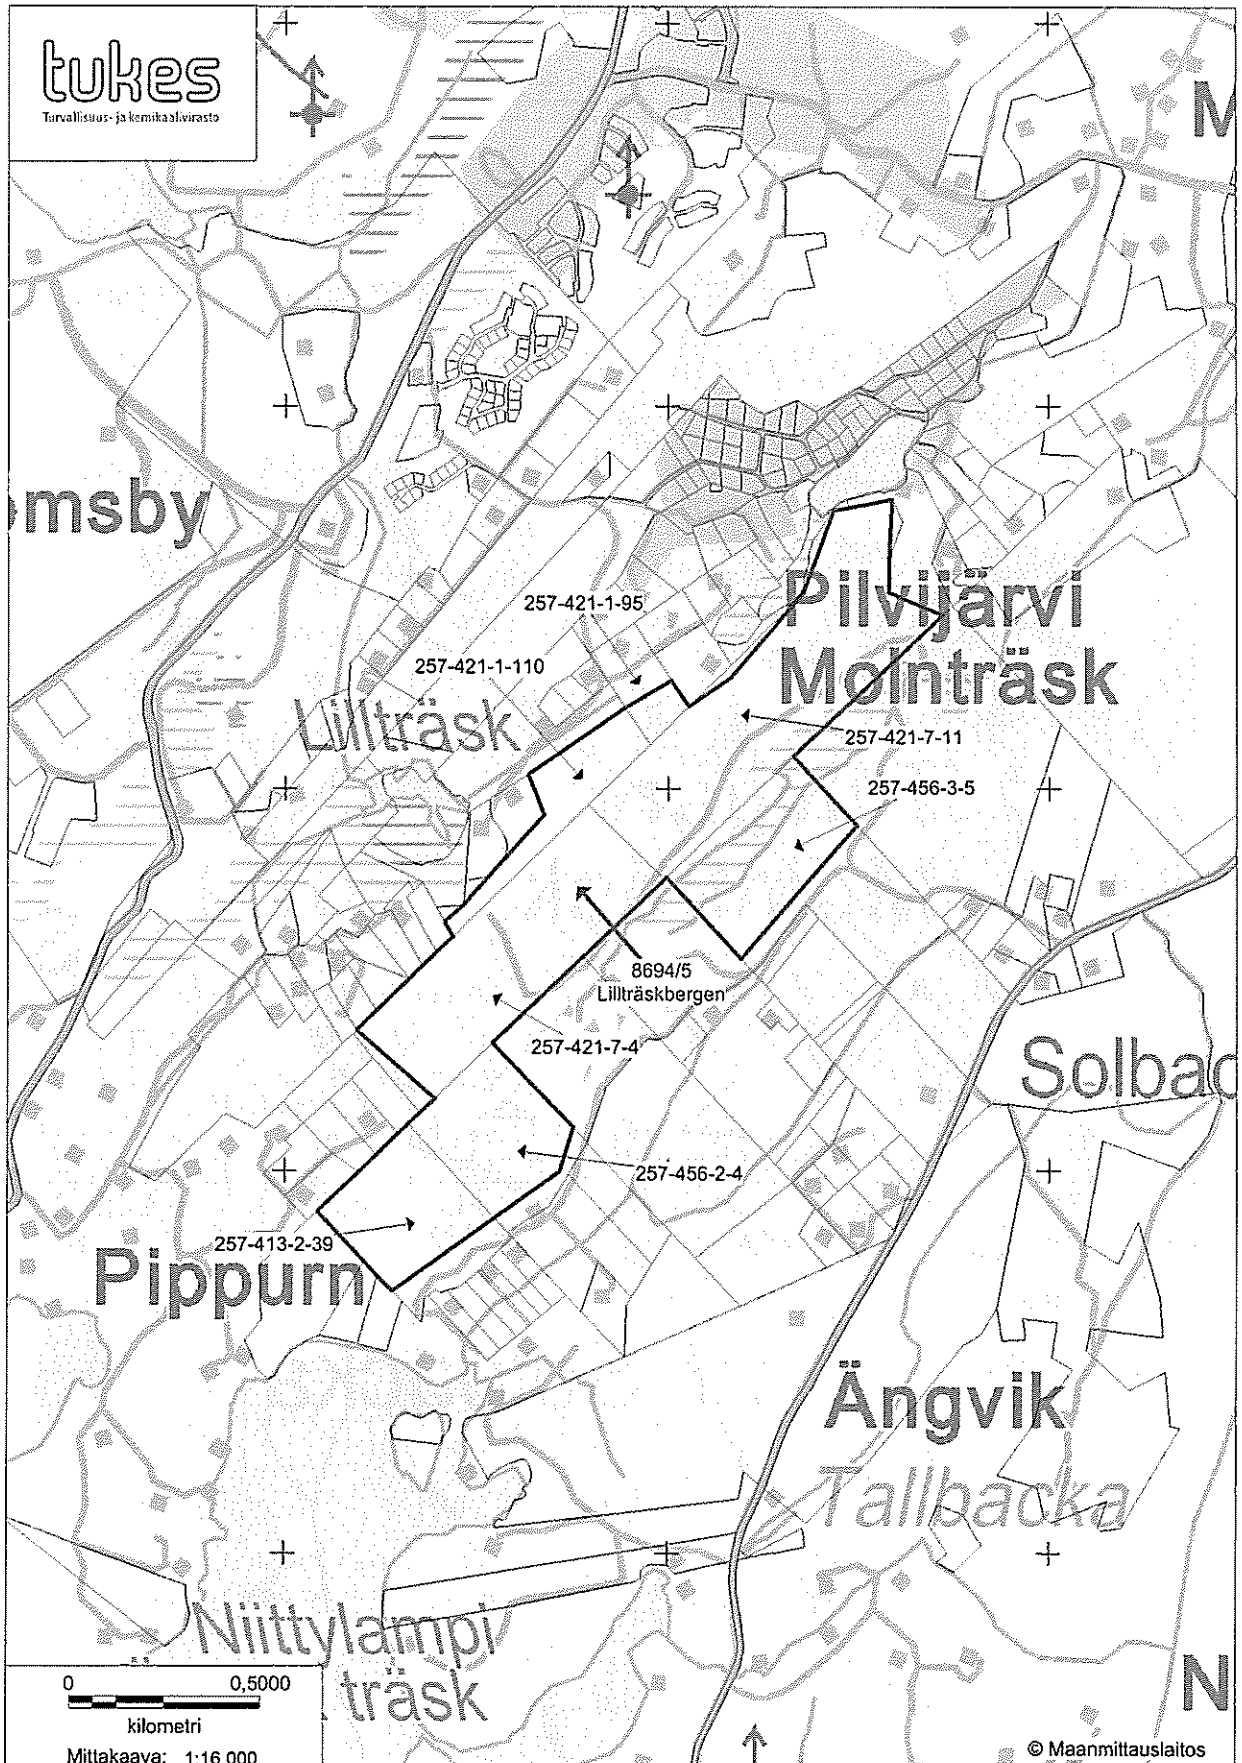 tukes
Turvallisuus- ja kemikaalivirasto
M
omsby
Pilvijärvi
Molnträsk
257-421-1-95
257-421-1-110
Lillträsk
257-421-7-11
257-456-3-5
8694/5
Lillträskbergen
257-421-7-4
Solbac
257-456-2-4
257-413-2-39
Pippurn
Ängvik
Tallbacka
Niittylampi
träsk
N
0 0,5000
kilometri
Mittakaava: 1:16 000
© Maanmittauslaitos